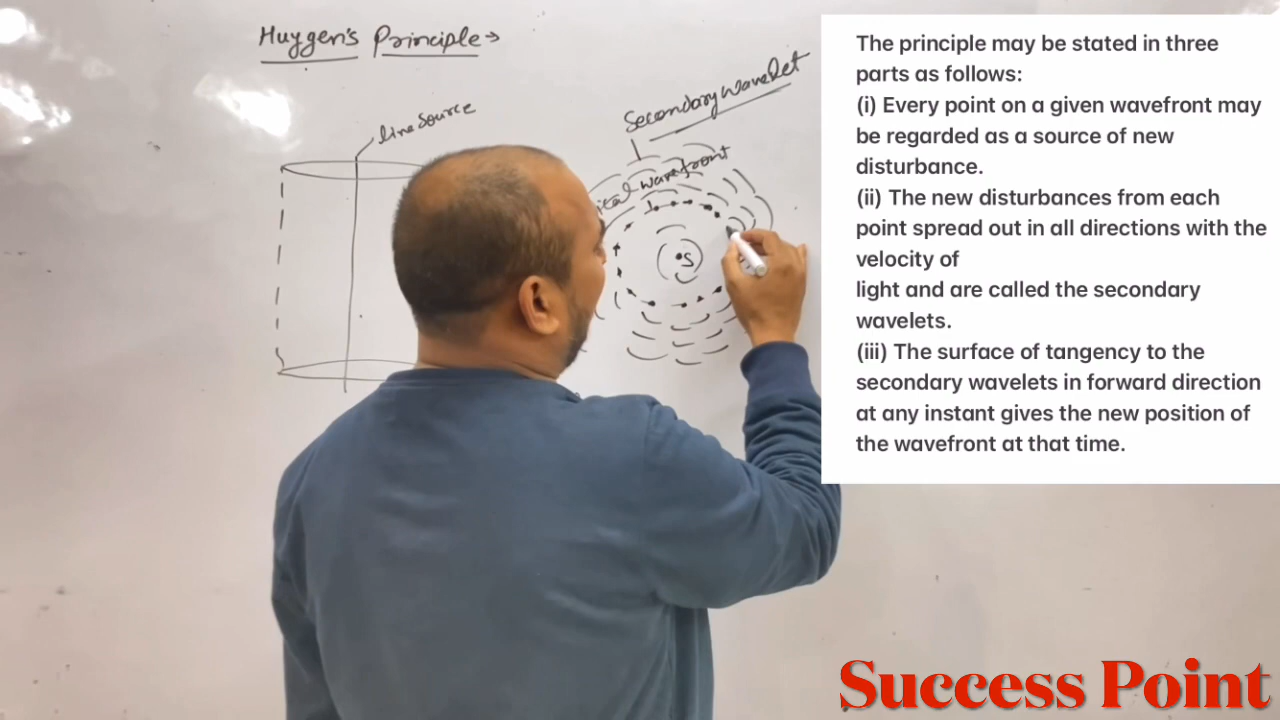 Huygen's Principle→
line source
Secondary wavelet
wavefront
S
The principle may be stated in three
parts as follows:
(i) Every point on a given wavefront may
be regarded as a source of new
disturbance.
(ii) The new disturbances from each
point spread out in all directions with the
velocity of
light and are called the secondary
wavelets.
(iii) The surface of tangency to the
secondary wavelets in forward direction
at any instant gives the new position of
the wavefront at that time.
Success Point